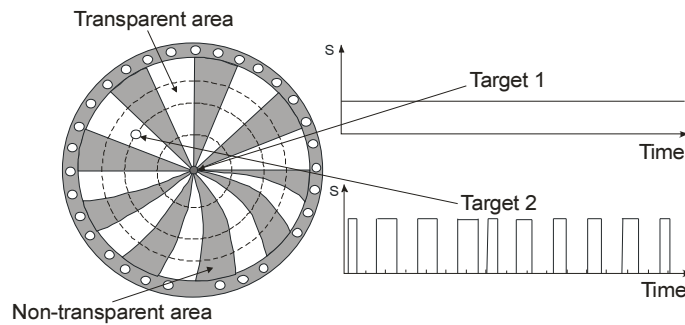 Transparent area
S
Target 1
Time
Target 2
S
Time
Non-transparent area